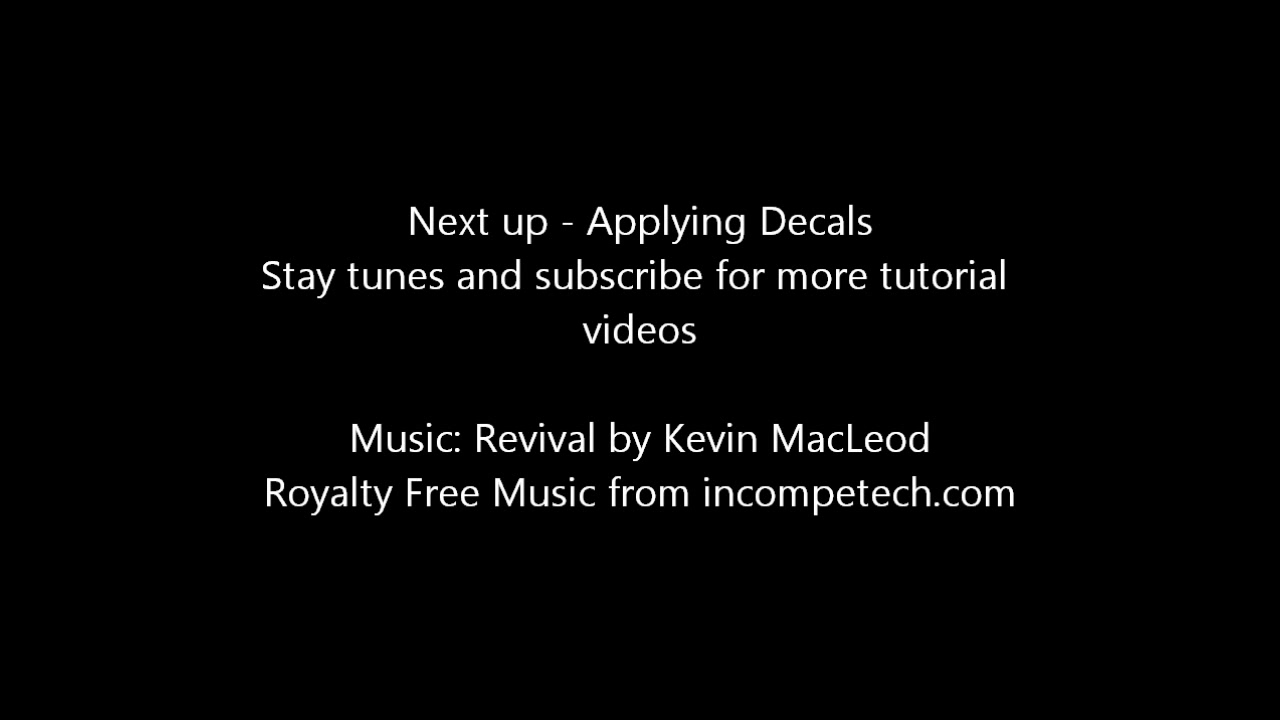 Next up - Applying Decals
Stay tunes and subscribe for more tutorial
videos
Music: Revival by Kevin MacLeod
Royalty Free Music from incompetech.com